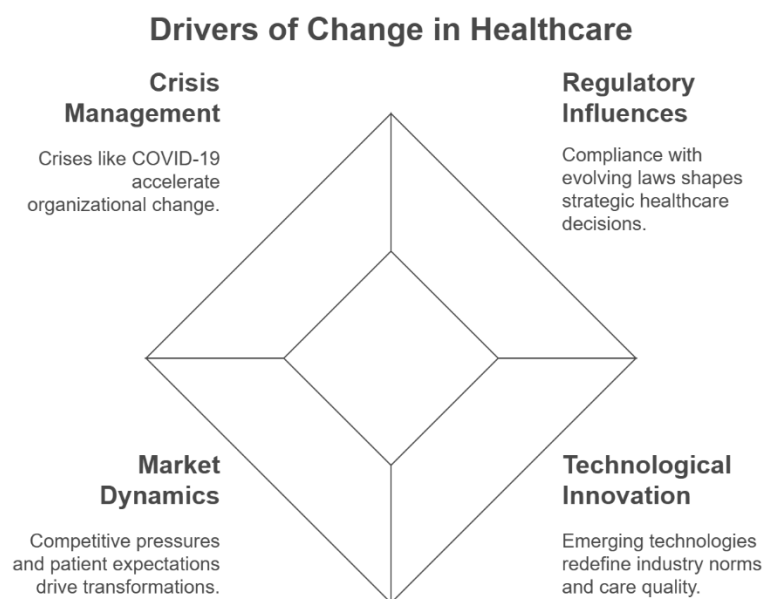 Drivers of Change in Healthcare
Crisis
Management
Crises like COVID-19
accelerate
organizational change.
Regulatory
Influences
Compliance with
evolving laws shapes
strategic healthcare
decisions.
Market
Dynamics
Competitive pressures
and patient expectations
drive transformations.
Technological
Innovation
Emerging technologies
redefine industry norms
and care quality.